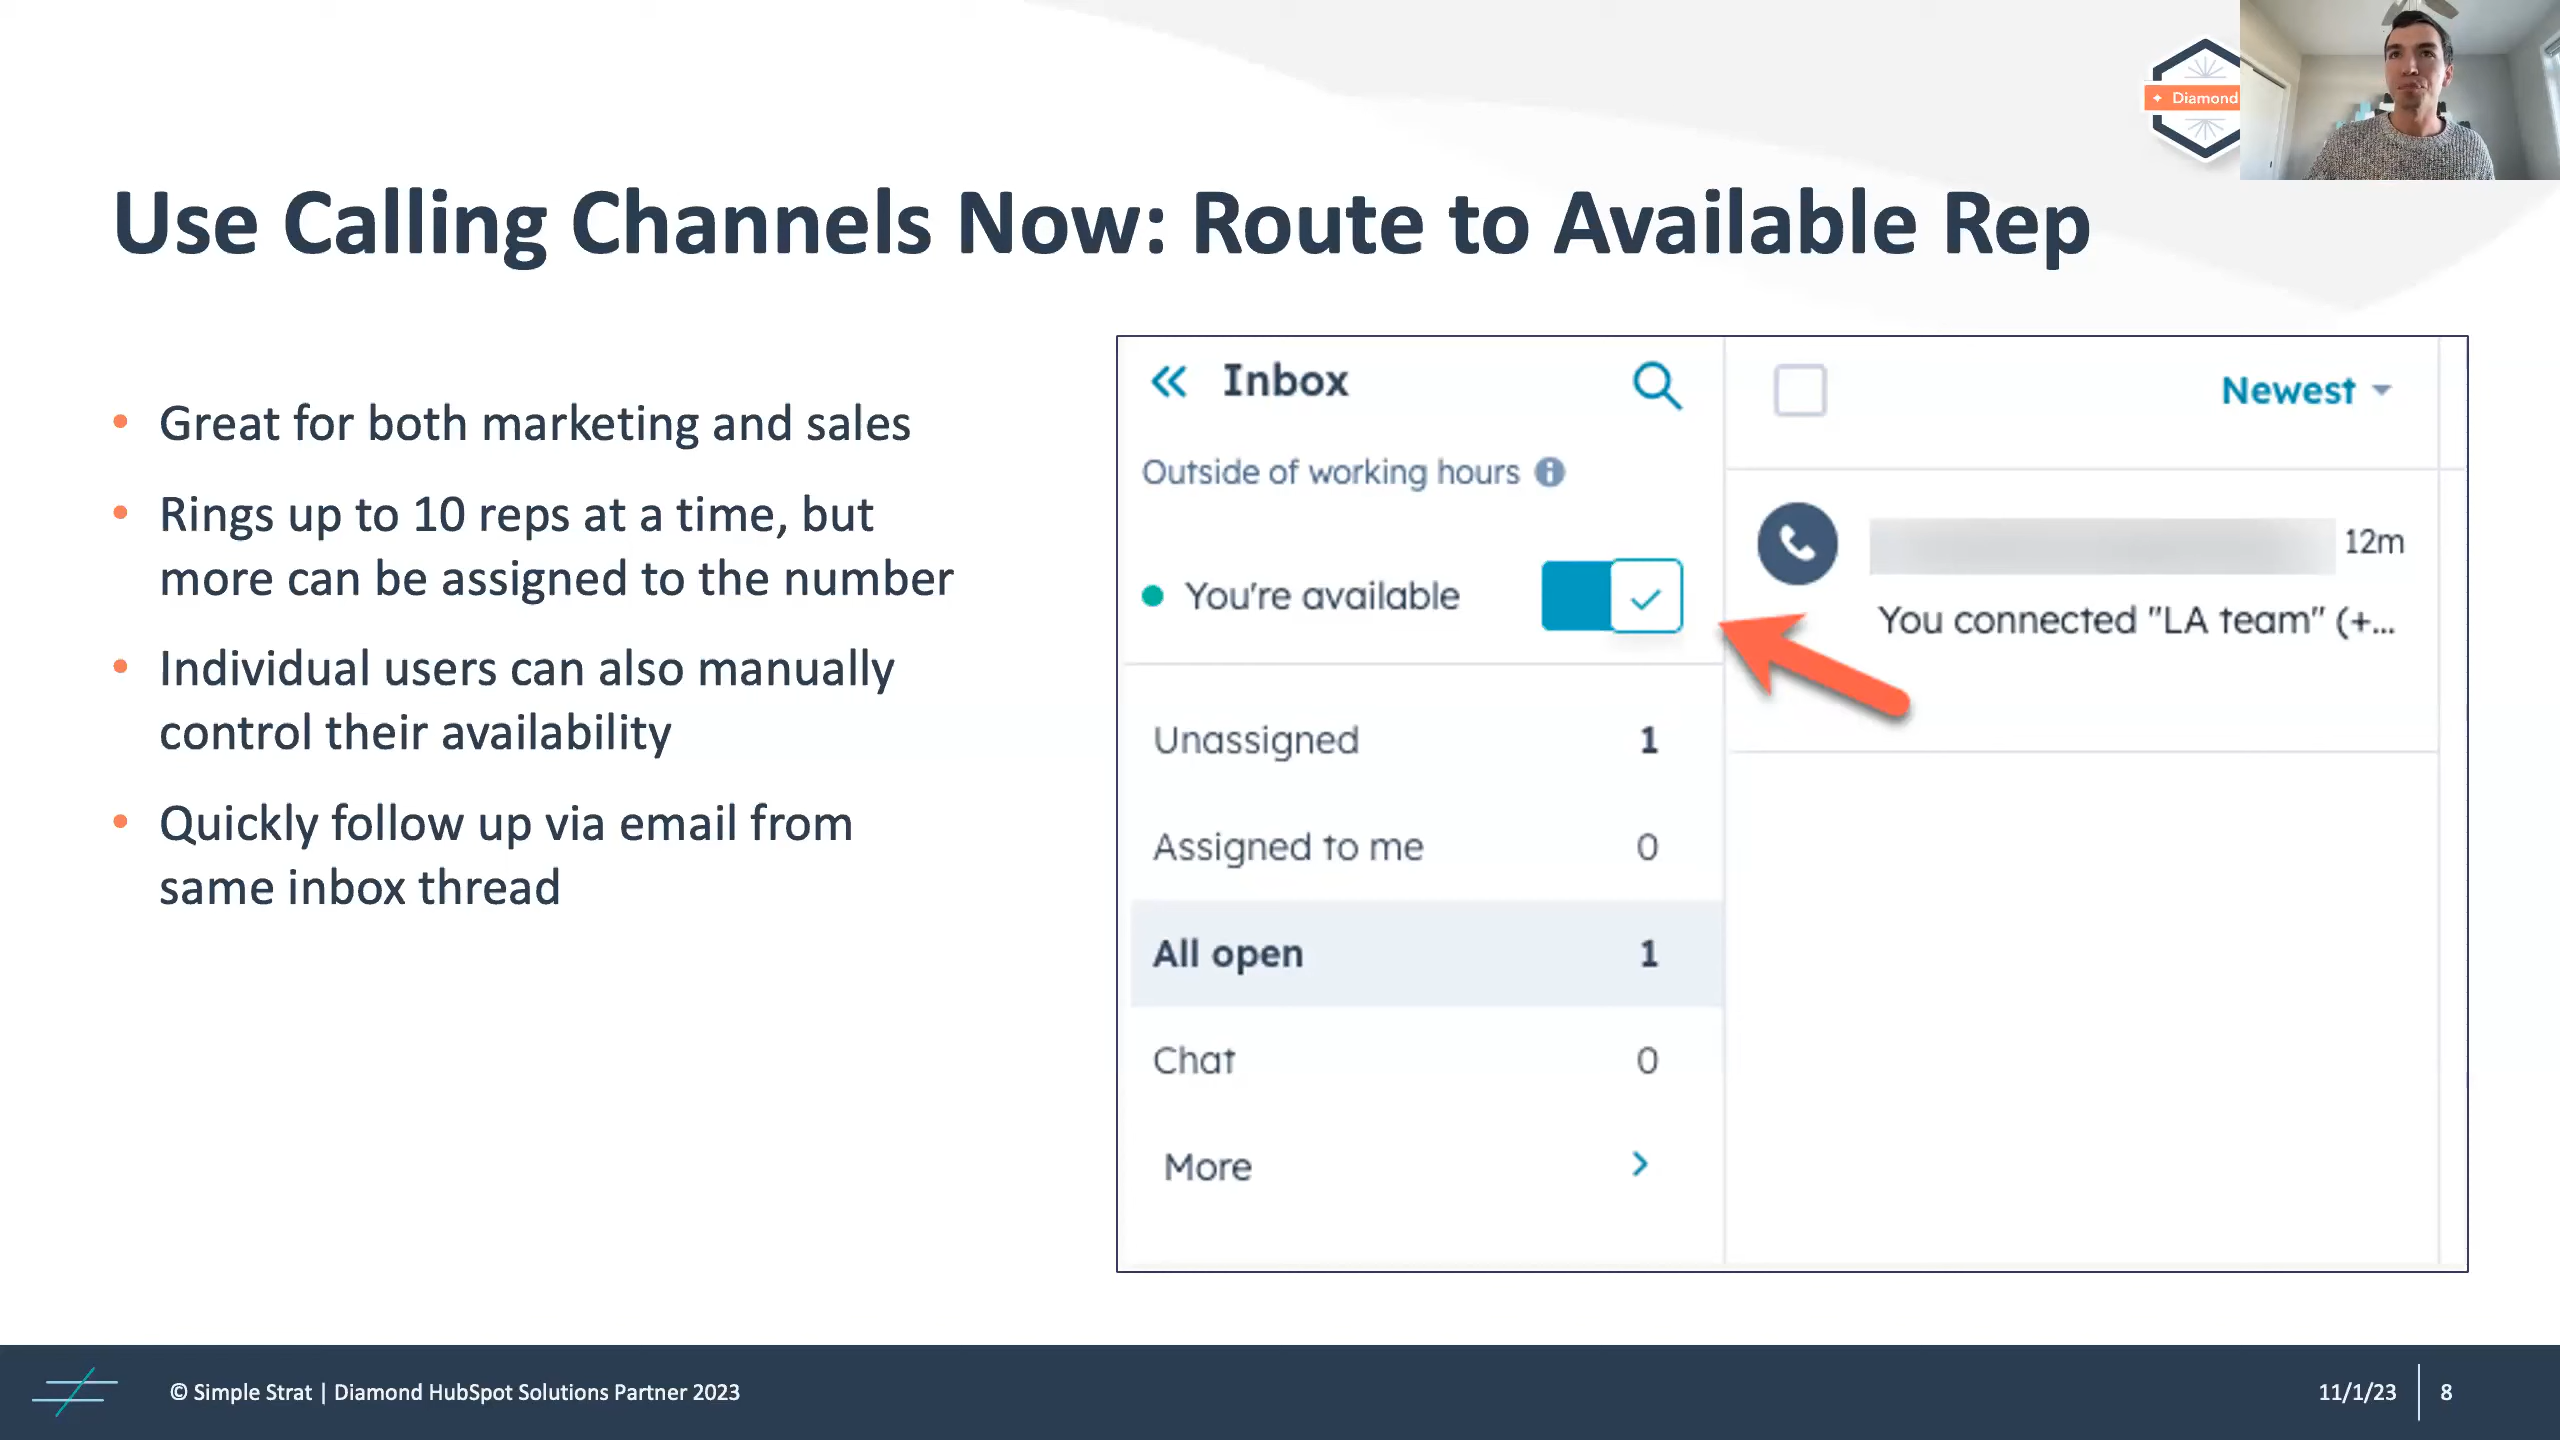 Diamond
Use Calling Channels Now: Route to Available Rep
• Great for both marketing and sales
• Rings up to 10 reps at a time, but
more can be assigned to the number
• Individual users can also manually
control their availability
• Quickly follow up via email from
same inbox thread
Inbox
Outside of working hours
You're available
Unassigned 1
Assigned to me 0
All open 1
Chat 0
More
Newest
12m
You connected "LA team" (+...
© Simple Strat | Diamond HubSpot Solutions Partner 2023
11/1/23 8